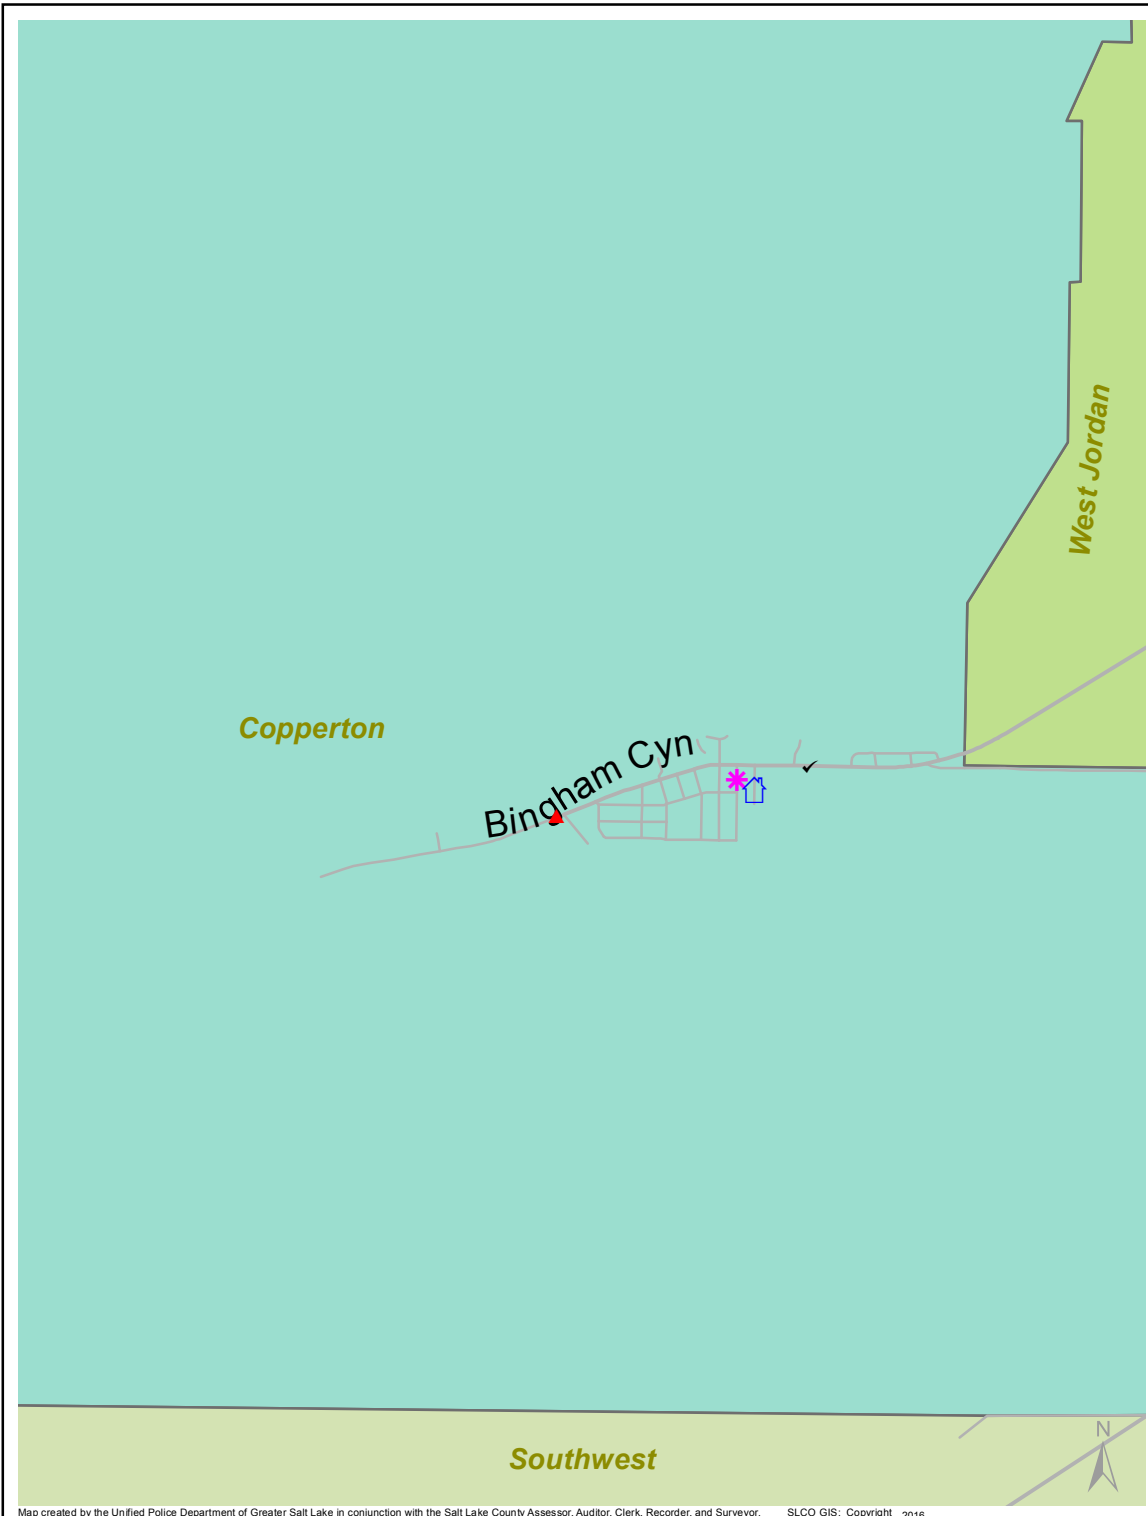 West Jordan
Copperton
Bingham Cyn
Southwest
N
Map created by the Unified Police Department of Greater Salt Lake in conjunction with the Salt Lake County Assessor, Auditor, Clerk, Recorder, and Surveyor. SLCO GIS: Copyright 2016